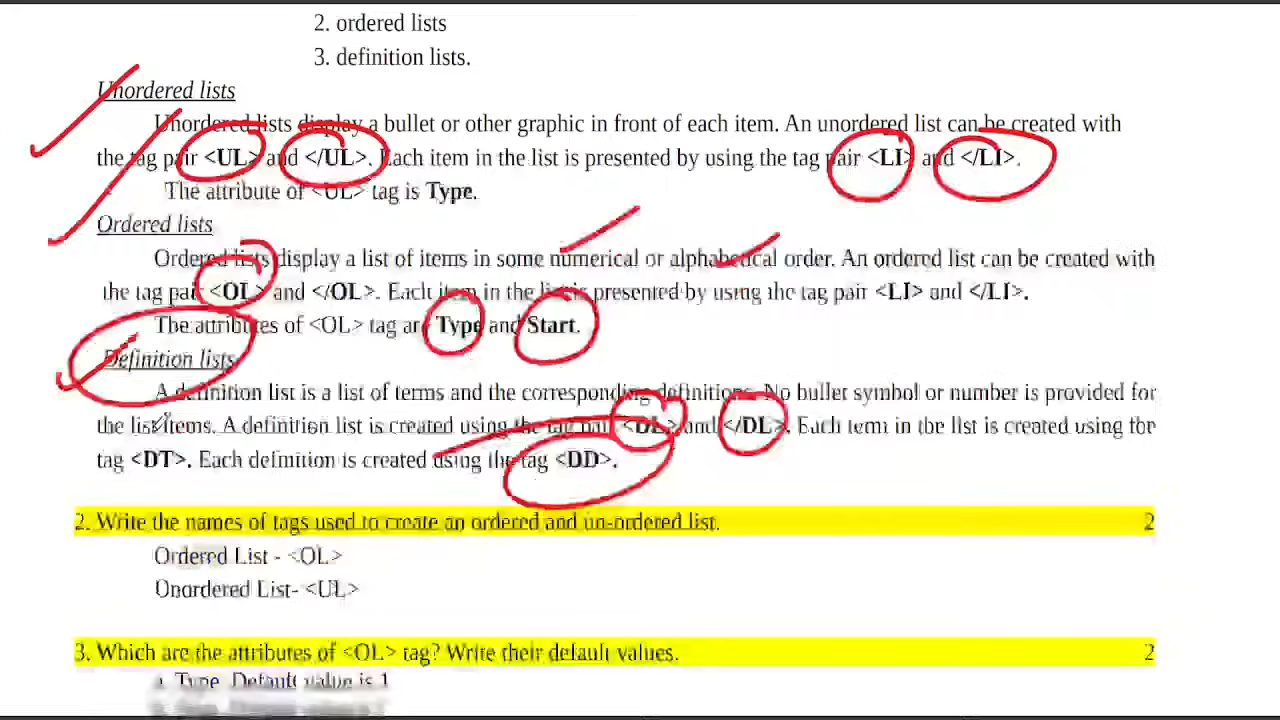 2. ordered lists
3. definition lists.
Unordered lists
Unordered lists display a bullet or other graphic in front of each item. An unordered list can be created with
the tag pair <UL> and </UL>. Each item in the list is presented by using the tag pair <LI> and </LI>.
The attribute of <UL> tag is Type.
Ordered lists
Ordered lists display a list of items in some numerical or alphabetical order. An ordered list can be created with
the tag pair <OL> and </OL>. Each item in the list is presented by using the tag pair <LI> and </LI>.
The attributes of <OL> tag are Type and Start.
Definition lists
A definition list is a list of terms and the corresponding definitions. No bullet symbol or number is provided for
the list items. A definition list is created using the tag pair <DL> and </DL>. Each term in the list is created using the
tag <DT>. Each definition is created using the tag <DD>.
2. Write the names of tags used to create an ordered and un-ordered list. 2
Ordered List - <OL>
Unordered List- <UL>
3. Which are the attributes of <OL> tag? Write their default values. 2
Type Default value is 1